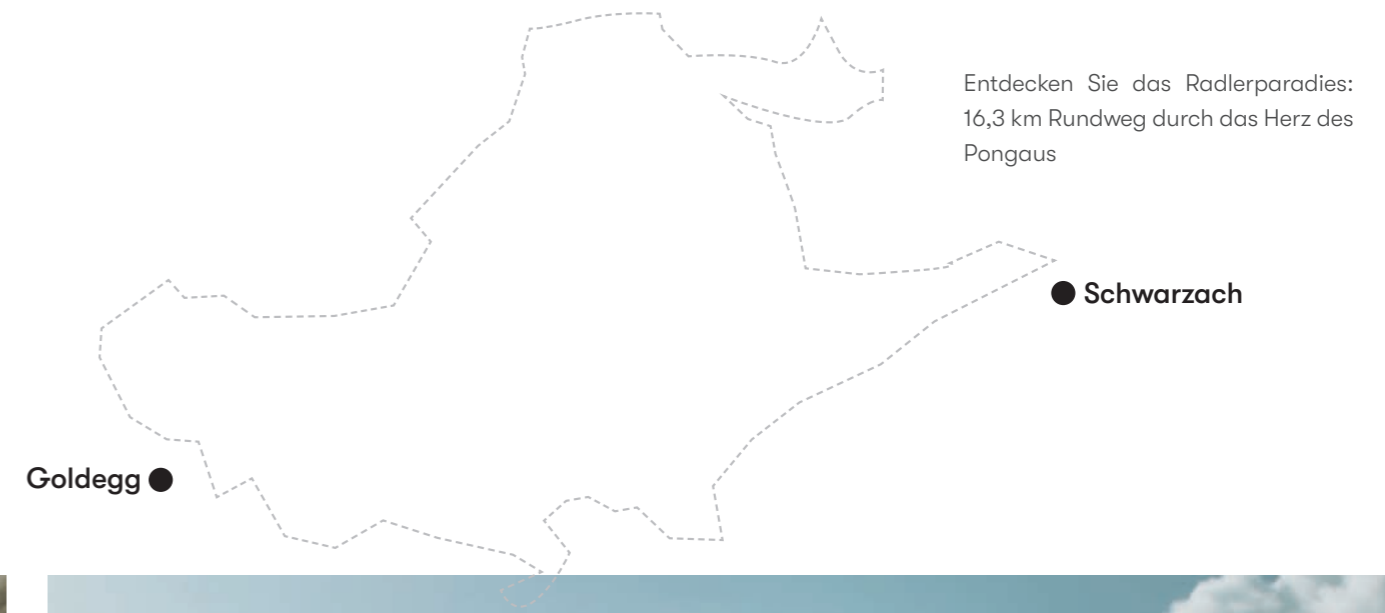 Entdecken Sie das Radlerparadies:
16,3 km Rundweg durch das Herz des
Pongaus
Schwarzach
Goldegg